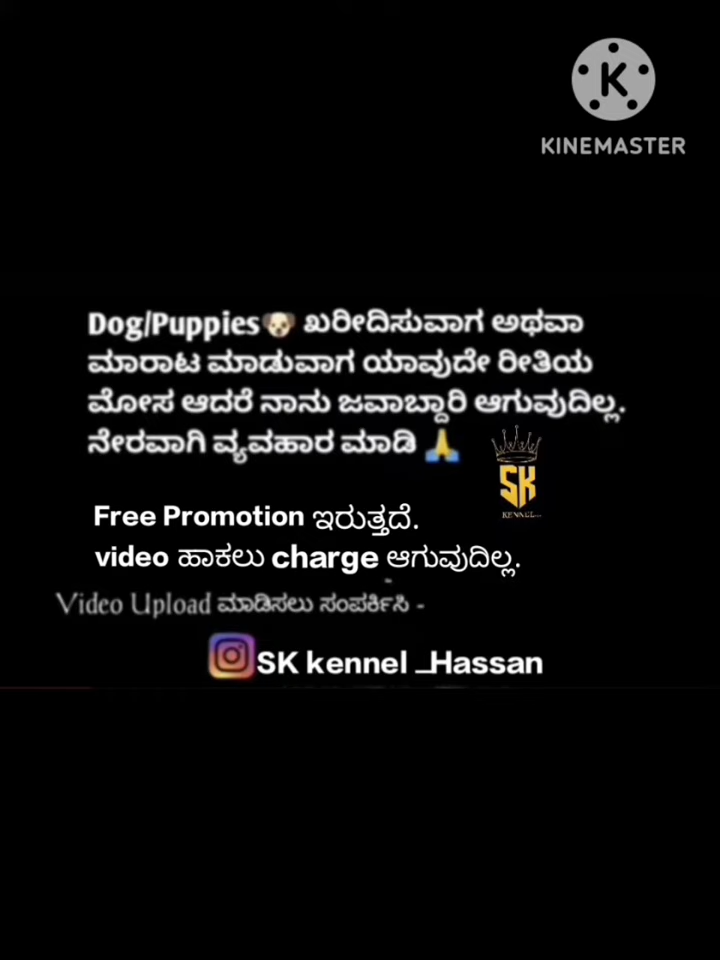 KINEMASTER
Dog/Puppies🐶 ಖರೀದಿಸುವಾಗ ಅಥವಾ
ಮಾರಾಟ ಮಾಡುವಾಗ ಯಾವುದೇ ರೀತಿಯ
ಮೋಸ ಆದರೆ ನಾನು ಜವಾಬ್ದಾರಿ ಆಗುವುದಿಲ್ಲ.
ನೇರವಾಗಿ ವ್ಯವಹಾರ ಮಾಡಿ 🙏
SK
KENNEL...
Free Promotion ಇರುತ್ತದೆ.
video ಹಾಕಲು charge ಆಗುವುದಿಲ್ಲ.
Video Upload ಮಾಡಿಸಲು ಸಂಪರ್ಕಿಸಿ -
SK kennel _Hassan